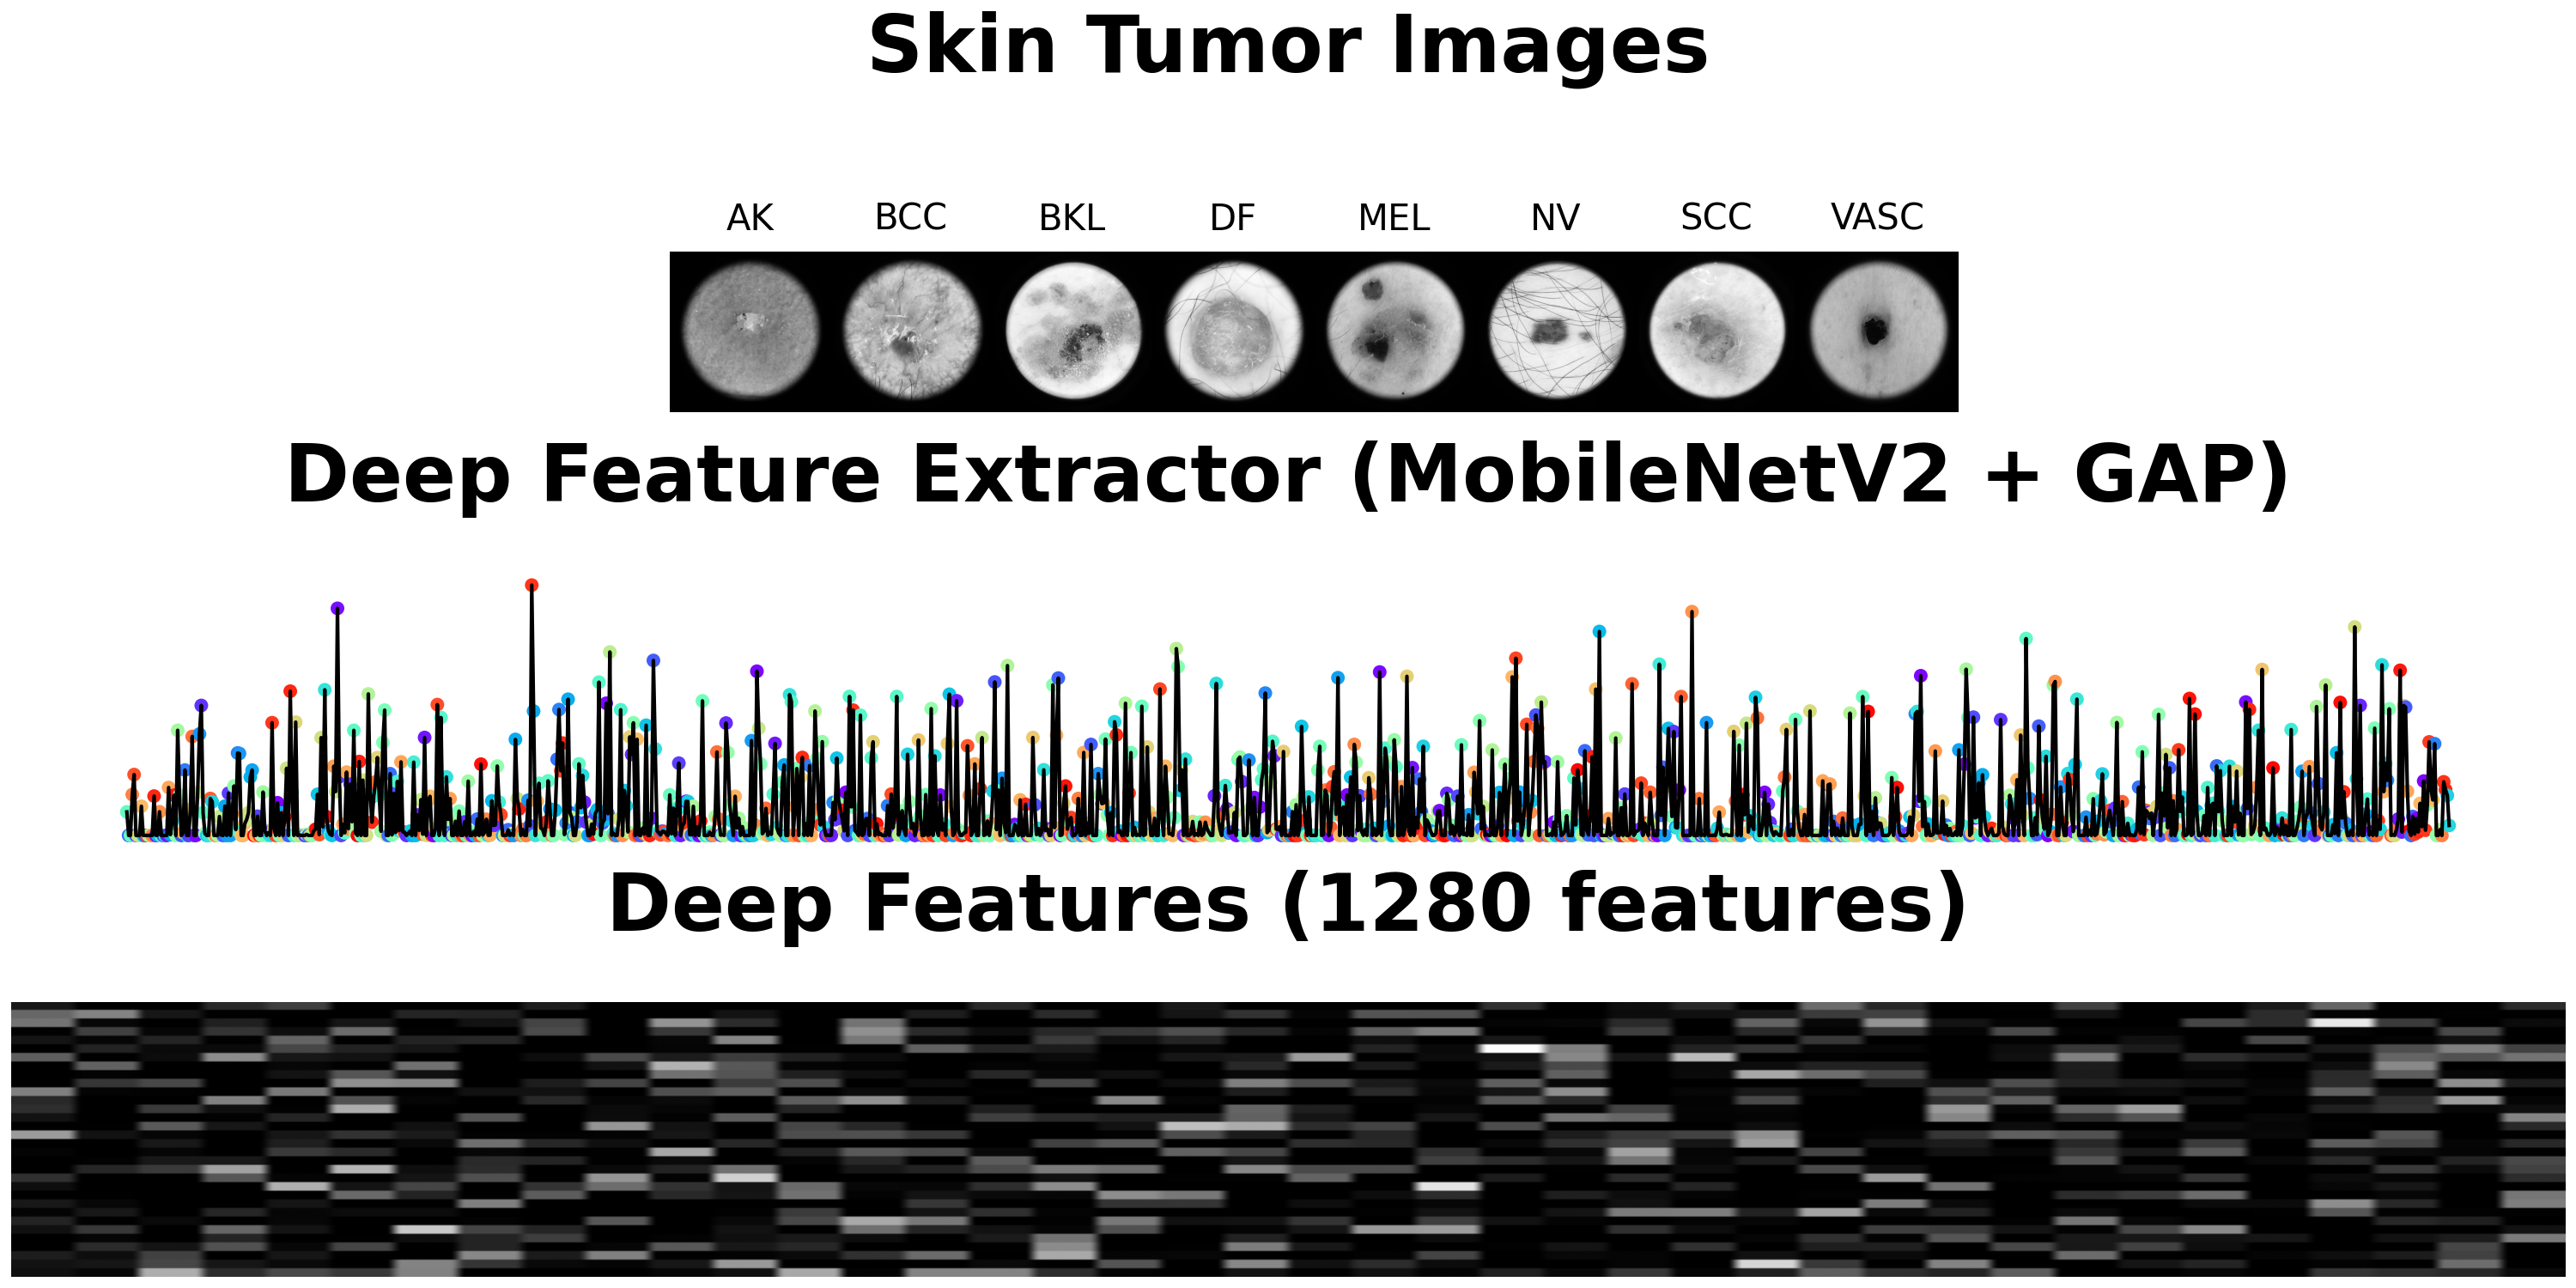 Skin Tumor Images
AK BCC BKL DF MEL NV SCC VASC
Deep Feature Extractor (MobileNetV2 + GAP)
Deep Features (1280 features)